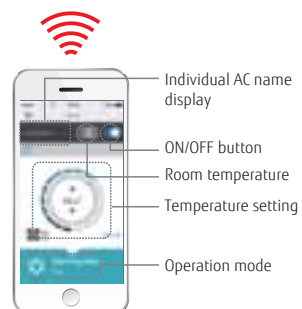 Individual AC name
display
ON/OFF button
Room temperature
Temperature setting
Operation mode